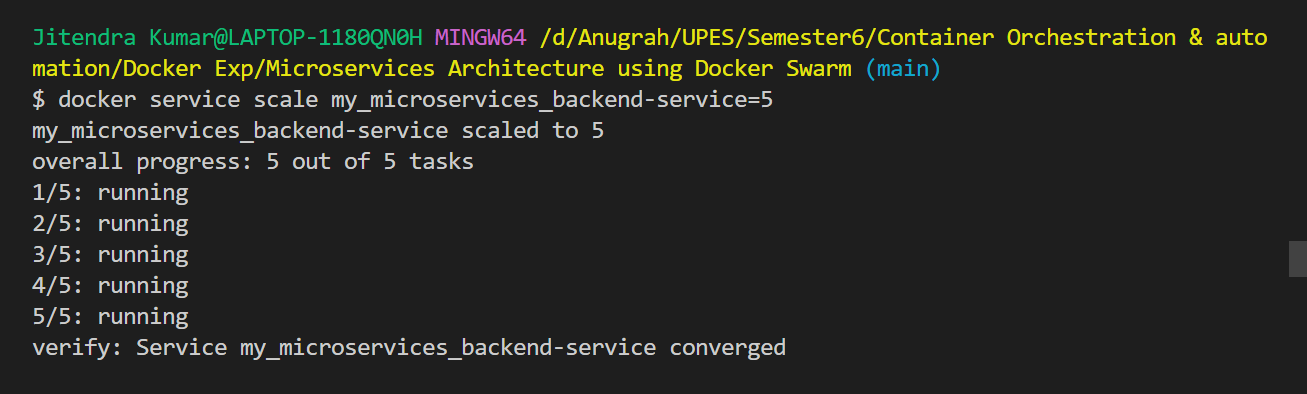 Jitendra Kumar@LAPTOP-1180QN0H MINGW64 /d/Anugrah/UPES/Semester6/Container Orchestration & auto
mation/Docker Exp/Microservices Architecture using Docker Swarm (main)
$ docker service scale my_microservices_backend-service=5
my_microservices_backend-service scaled to 5
overall progress: 5 out of 5 tasks
1/5: running
2/5: running
3/5: running
4/5: running
5/5: running
verify: Service my_microservices_backend-service converged